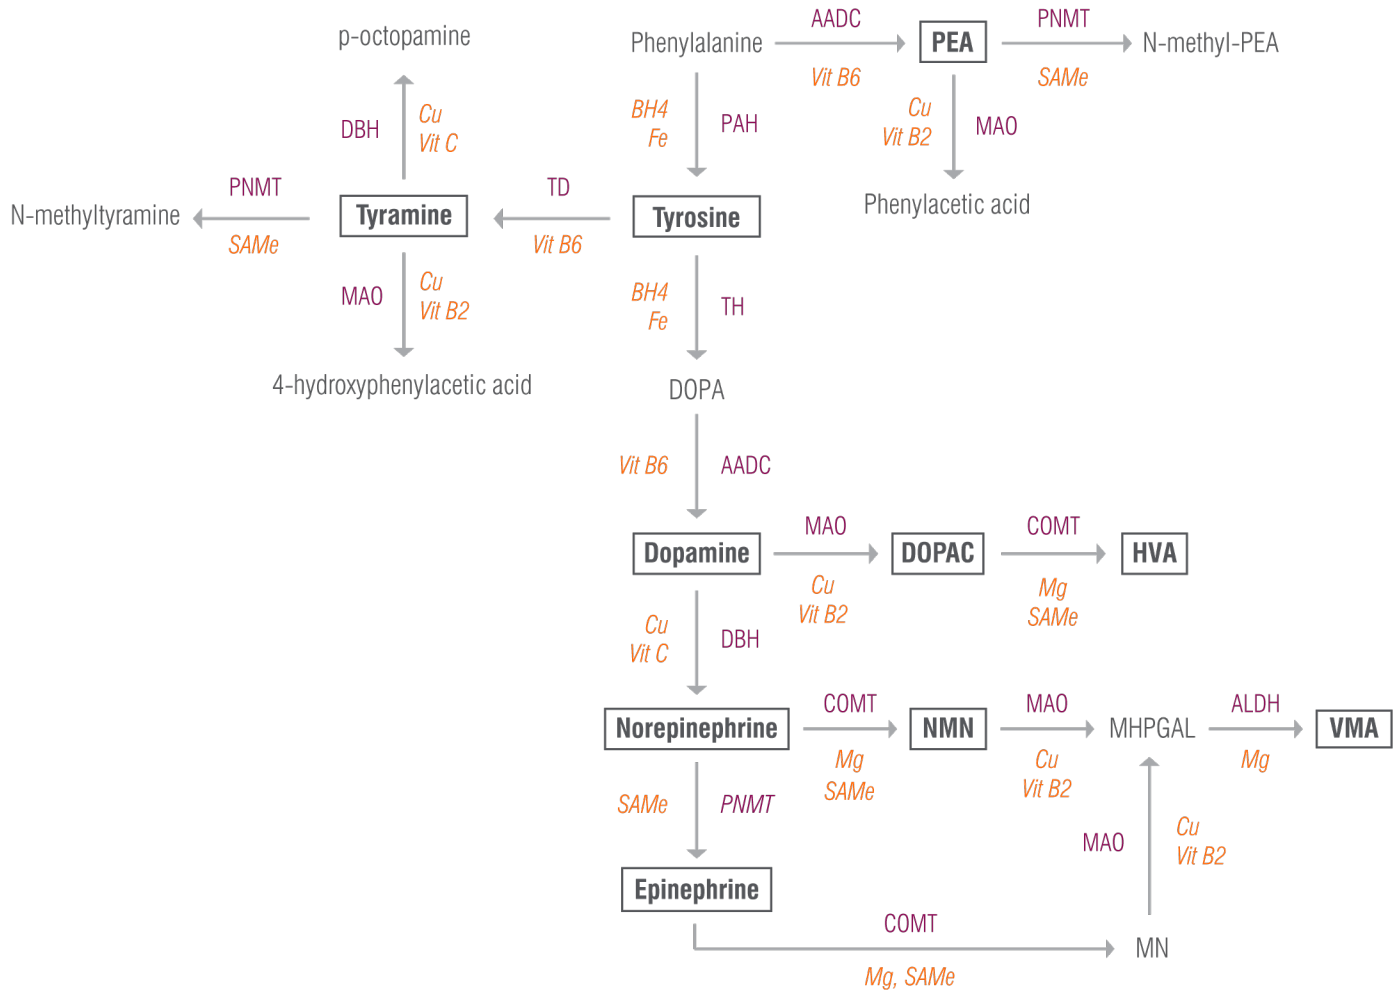 p-octopamine
Phenylalanine
AADC
Vit B6
PEA
PNMT
SAMe
N-methyl-PEA
DBH
Cu
Vit C
BH4
Fe
PAH
Cu
Vit B2
MAO
Phenylacetic acid
N-methyltyramine
PNMT
SAMe
Tyramine
TD
Vit B6
Tyrosine
MAO
Cu
Vit B2
BH4
Fe
TH
4-hydroxyphenylacetic acid
DOPA
Vit B6
AADC
Dopamine
MAO
Cu
Vit B2
DOPAC
COMT
Mg
SAMe
HVA
Cu
Vit C
DBH
Norepinephrine
COMT
Mg
SAMe
NMN
MAO
Cu
Vit B2
MHPGAL
ALDH
Mg
VMA
SAMe
PNMT
MAO
Cu
Vit B2
Epinephrine
COMT
Mg, SAMe
MN